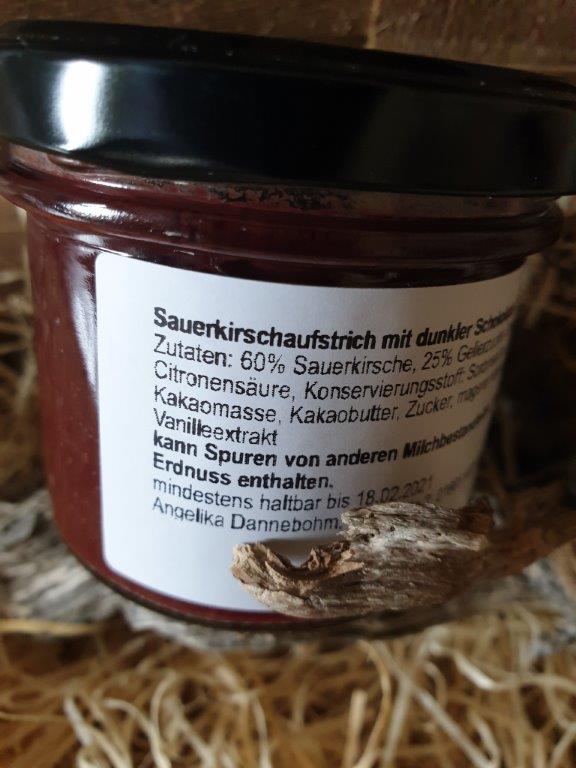 Sauerkirschaufstrich mit dunkler
Zutaten: 60% Sauerkirsche, 25%
Citronensäure, Konservierungsstoff:
Kakaomasse, Kakaobutter, Zucker,
Vanilleextrakt
kann Spuren von anderen
Erdnuss enthalten.
mindestens haltbar bis 18.02.2021
Angelika Dannebohm,